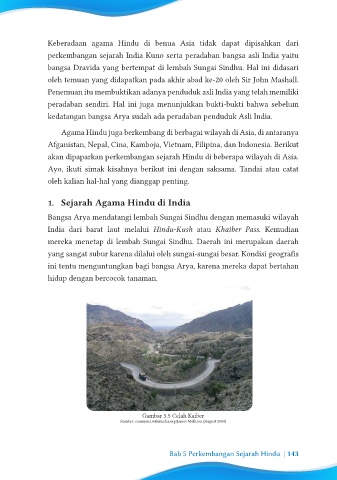 Keberadaan agama Hindu di benua Asia tidak dapat dipisahkan dari
perkembangan sejarah India Kuno serta peradaban bangsa asli India yaitu
bangsa Dravida yang bertempat di lembah Sungai Sindhu. Hal ini didasari
oleh temuan yang didapatkan pada akhir abad ke-20 oleh Sir John Mashall.
Penemuan itu membuktikan adanya penduduk asli India yang telah memiliki
peradaban sendiri. Hal ini juga menunjukkan bukti-bukti bahwa sebelum
kedatangan bangsa Arya sudah ada peradaban penduduk Asli India.
Agama Hindu juga berkembang di berbagai wilayah di Asia, di antaranya
Afganistan, Nepal, Cina, Kamboja, Vietnam, Filipina, dan Indonesia. Berikut
akan dipaparkan perkembangan sejarah Hindu di beberapa wilayah di Asia.
Ayo, ikuti simak kisahnya berikut ini dengan saksama. Tandai atau catat
oleh kalian hal-hal yang dianggap penting.
1. Sejarah Agama Hindu di India
Bangsa Arya mendatangi lembah Sungai Sindhu dengan memasuki wilayah
India dari barat laut melalui Hindu-Kush atau Khaiber Pass. Kemudian
mereka menetap di lembah Sungai Sindhu. Daerah ini merupakan daerah
yang sangat subur karena dilalui oleh sungai-sungai besar. Kondisi geografis
ini tentu menguntungkan bagi bangsa Arya, karena mereka dapat bertahan
hidup dengan bercocok tanaman.
Gambar 5.5 Celah Kaiber
Sumber: commons.wikimedia.org/James Mollison (August 2004)
Bab 5 Perkembangan Sejarah Hindu | 143